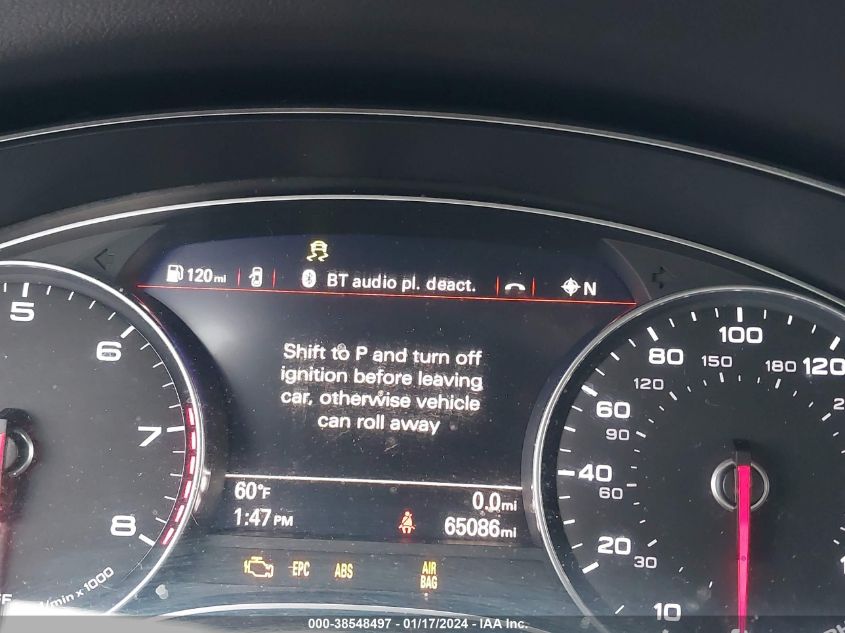 120mi
BT audio pl. deact.
N
Shift to P and turn off
ignition before leaving
car, otherwise vehicle
can roll away
60°F
0.0mi
1:47 PM
65086mi
EPC
ABS
AIR
BAG
5
6
7
8
/min x 1000
10
20
40
60
80
100
120
30
60
90
120
150
180
000-38548497 - 01/17/2024 - IAA Inc.